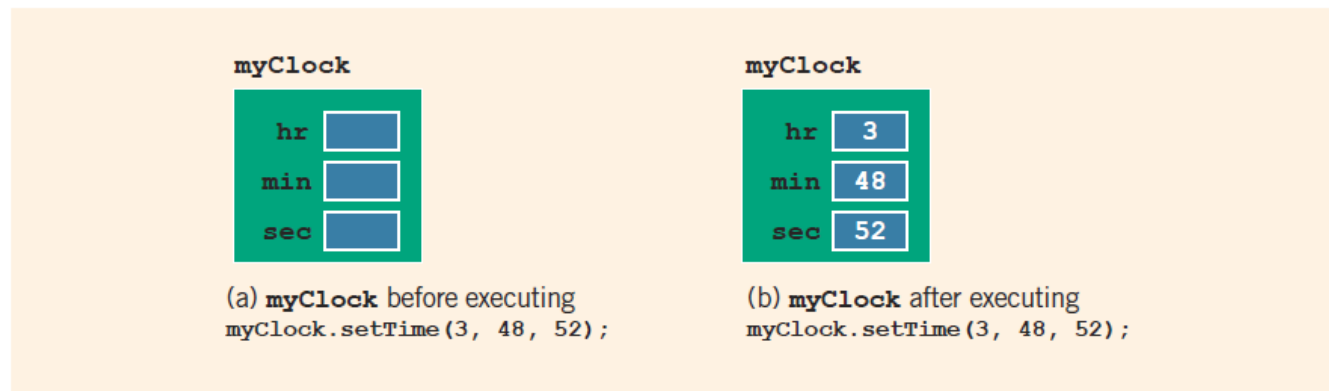 myClock
hr
min
sec
(a) myClock before executing
myClock.setTime(3, 48, 52);
myClock
hr 3
min 48
sec 52
(b) myClock after executing
myClock.setTime(3, 48, 52);